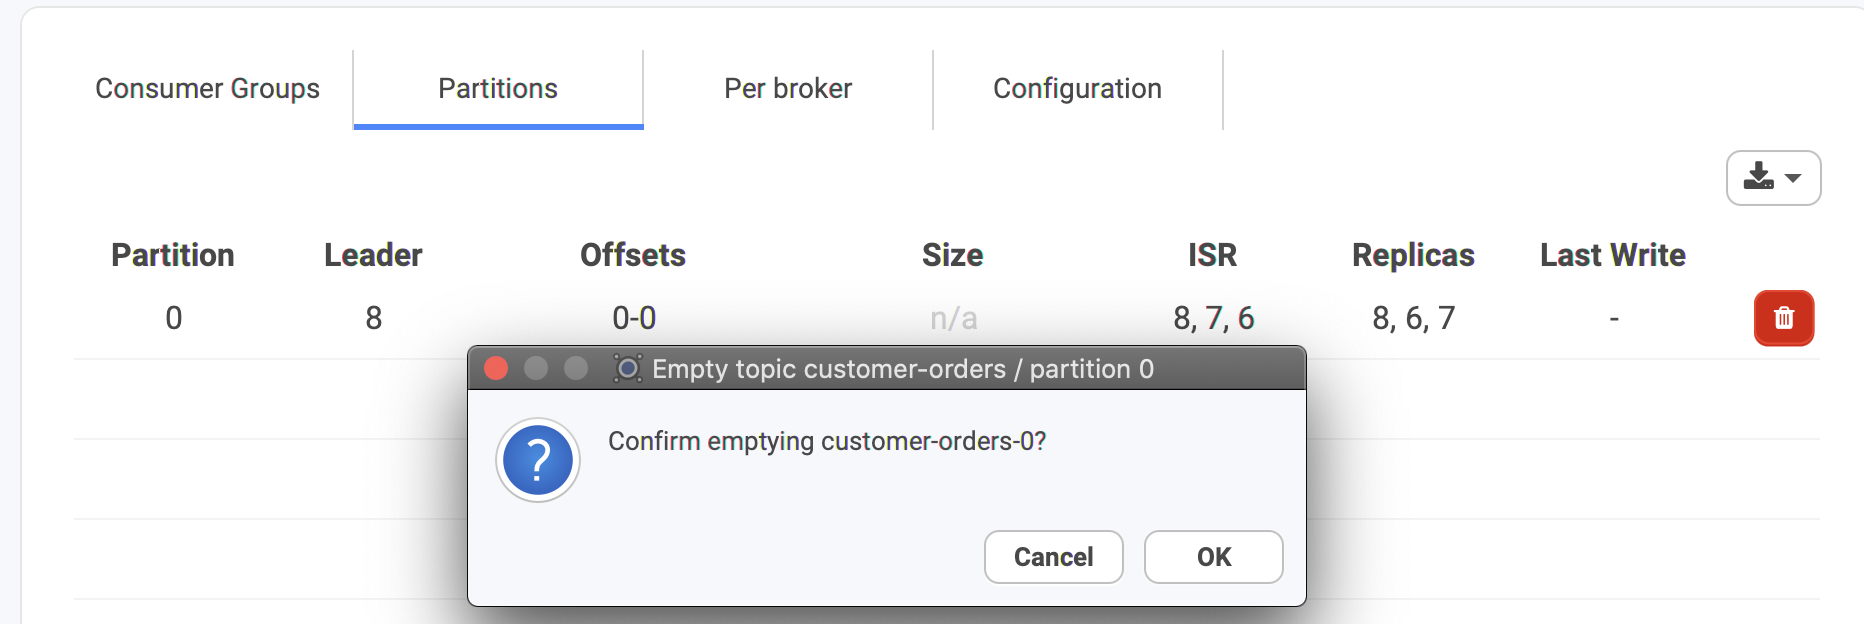 Consumer Groups Partitions Per broker Configuration
Partition Leader Offsets Size ISR Replicas Last Write
0 8 0-0 n/a 8, 7, 6 8, 6, 7 -
Empty topic customer-orders / partition 0
?
Confirm emptying customer-orders-0?
Cancel OK